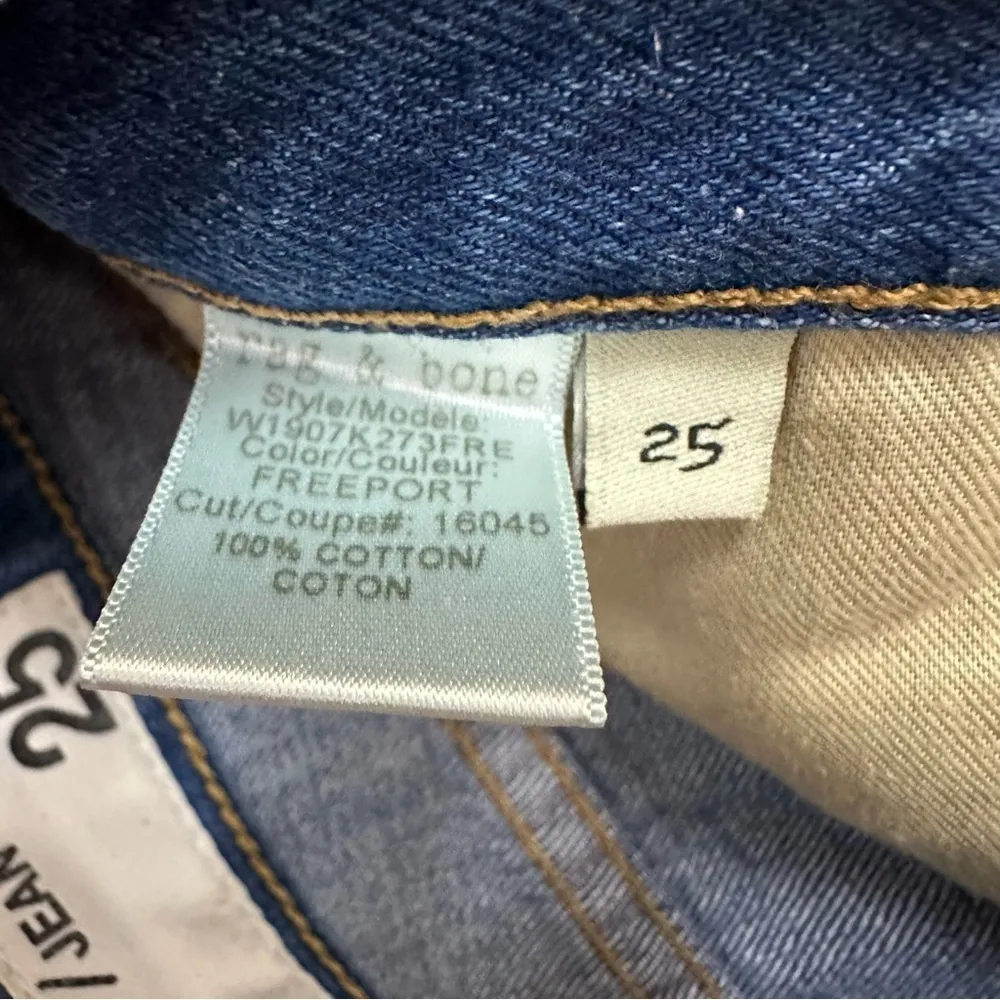 rag & bone
Style/Modele:
W1907K273FRE
Color/Couleur:
FREEPORT
Cut/Coupe#: 16045
100% COTTON/
COTON
25
25
/ JEAN